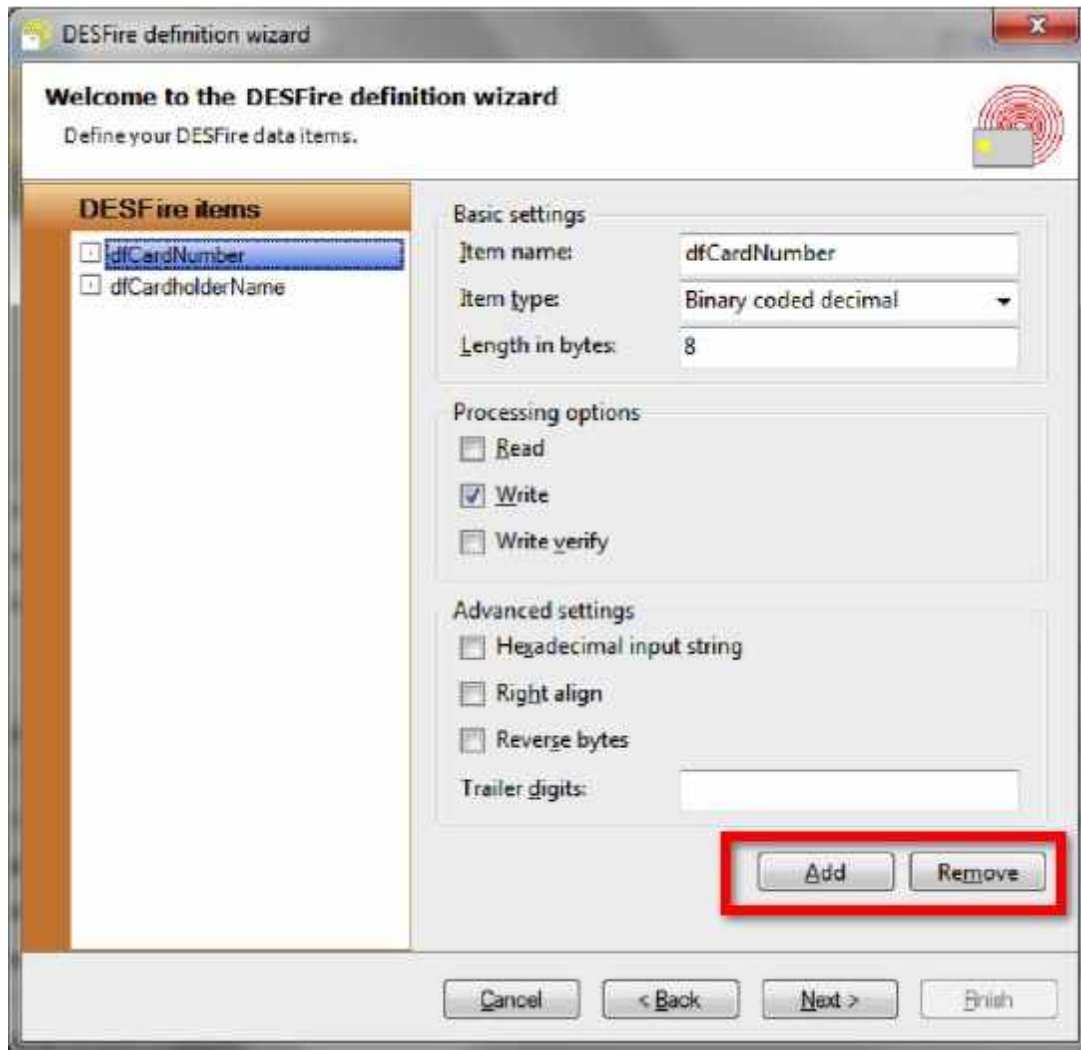 DESFire definition wizard
Welcome to the DESFire definition wizard
Define your DESFire data items.
DESFire items
dfCardNumber
dfCardholderName
Basic settings
Item name: dfCardNumber
Item type: Binary coded decimal
Length in bytes: 8
Processing options
Read
Write
Write verify
Advanced settings
Hexadecimal input string
Right align
Reverse bytes
Trailer digits:
Add Remove
Cancel < Back Next > Finish